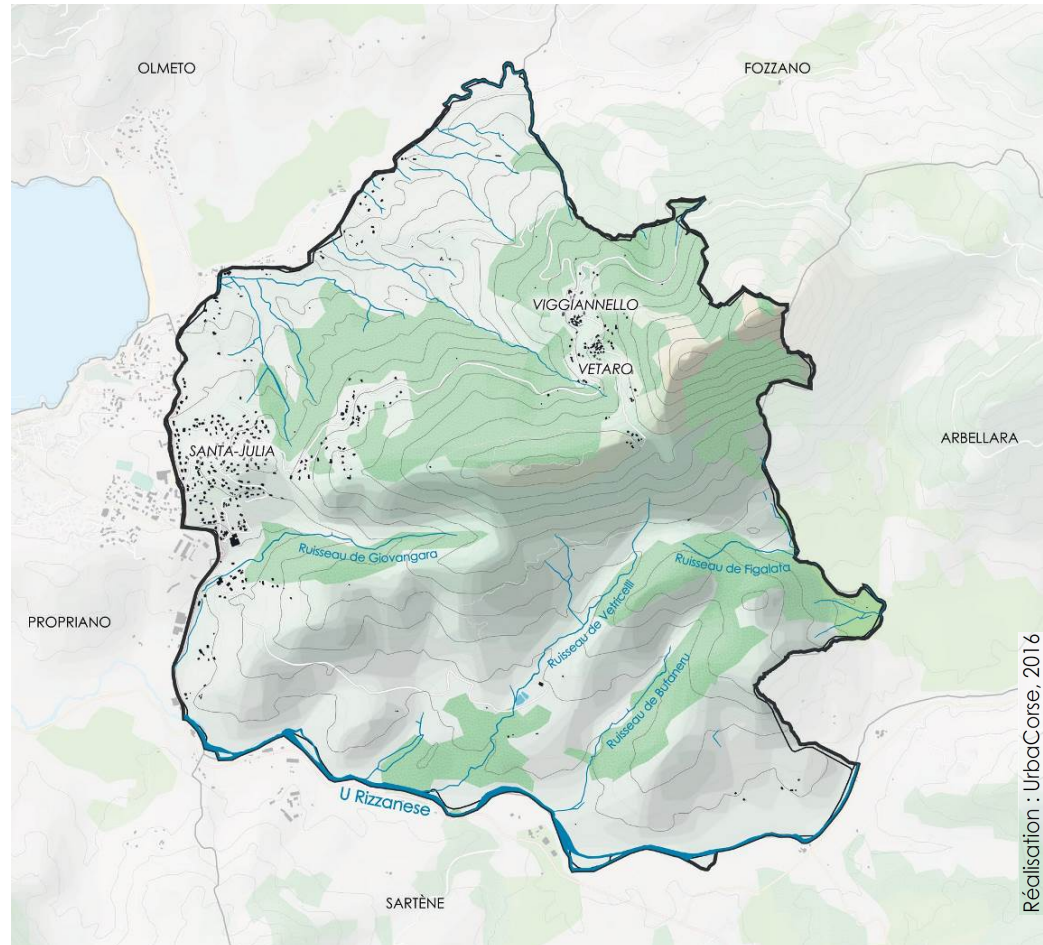 OLMETO
FOZZANO
VIGGIANNELLO
VETARO
ARBELLARA
SANTA-JULIA
Ruisseau de Giovangara
Ruisseau de Figalata
Ruisseau de Vetricelli
PROPRIANO
Ruisseau de Bufaneru
U Rizzanese
SARTÈNE
Réalisation : UrbaCorse, 2016